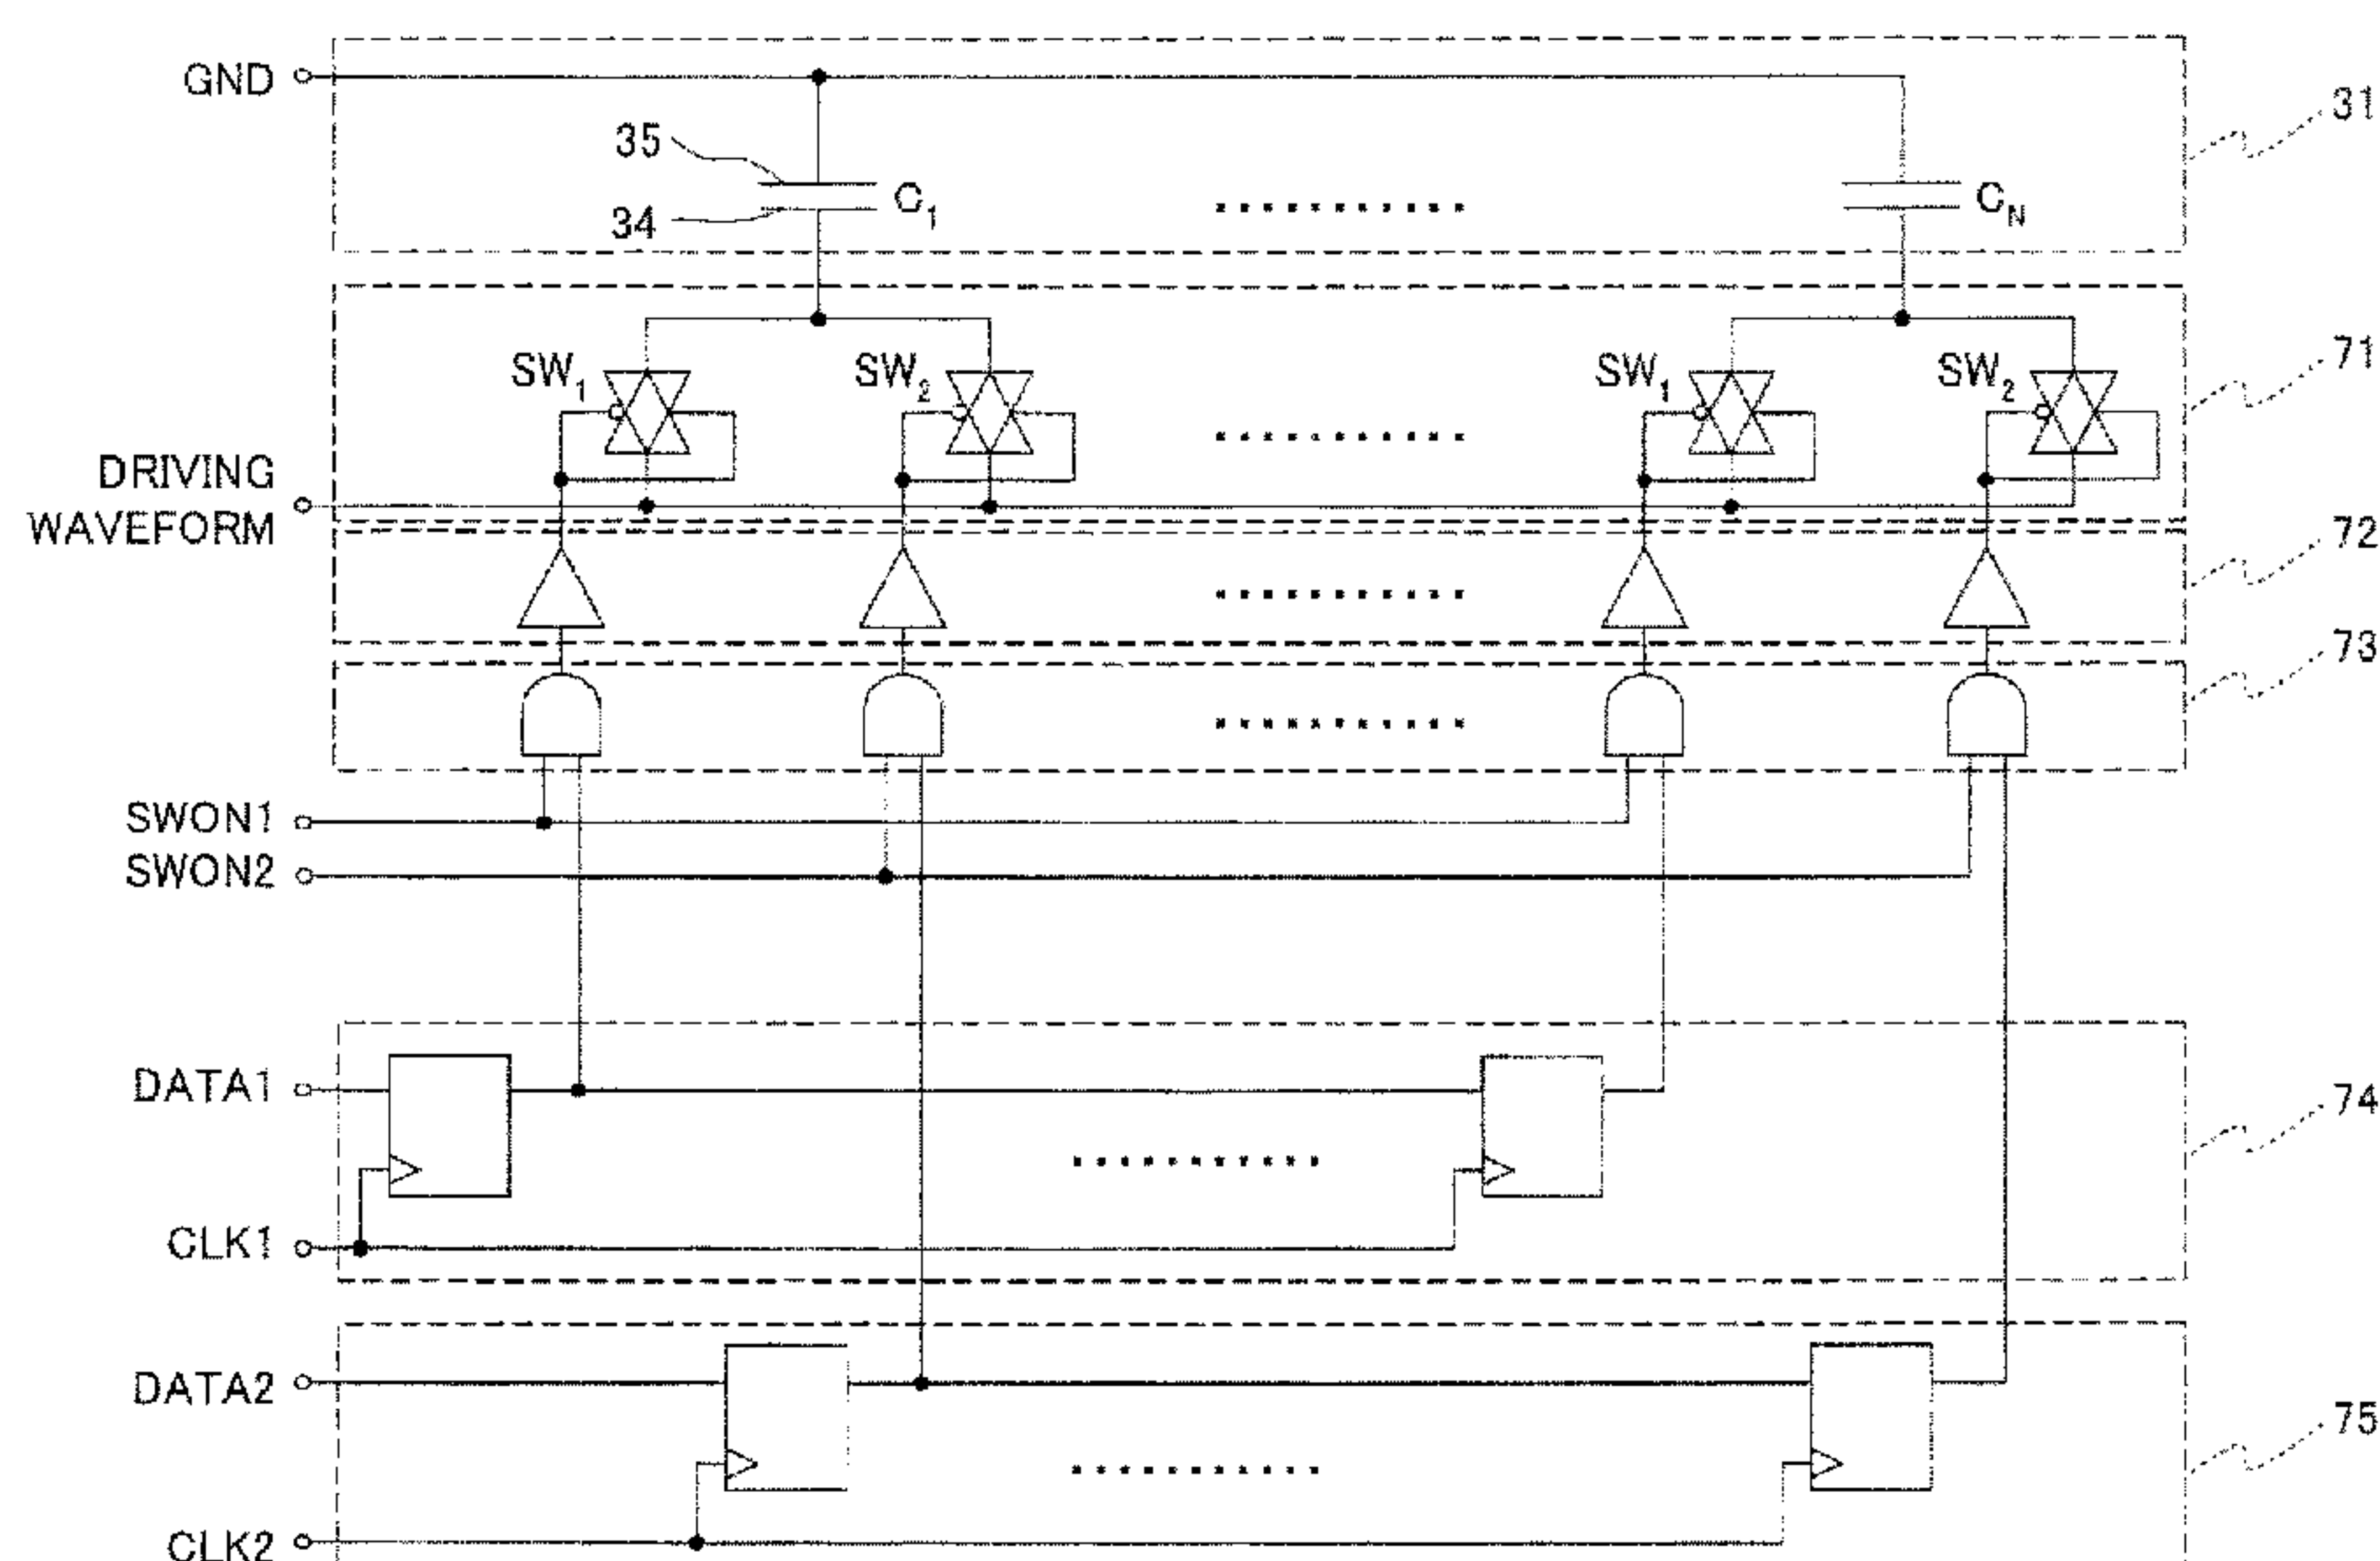 GND
31
35
C1
34
CN
SW1
SW2
SW1
SW2
71
DRIVING
WAVEFORM
72
73
SWON1
SWON2
DATA1
74
CLK1
DATA2
75
CLK2